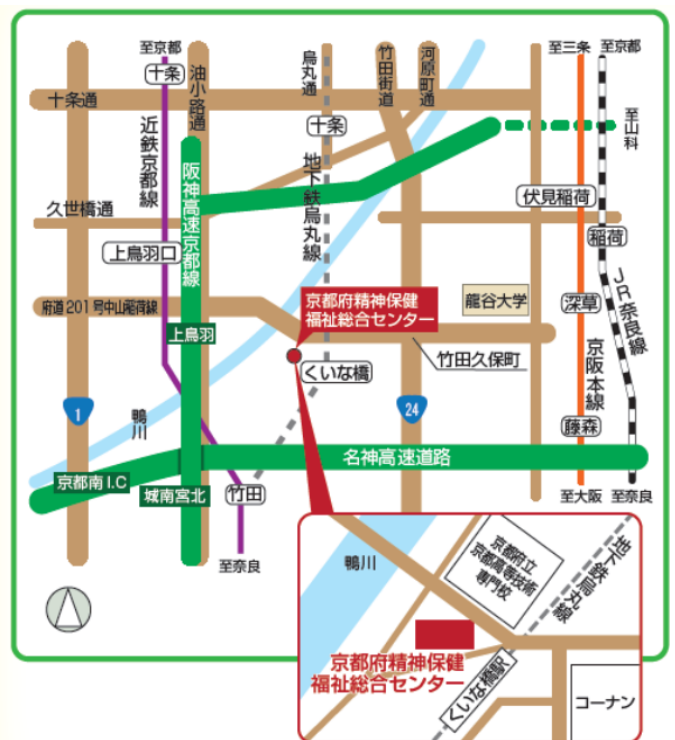 至京都
至三条
至京都
十条
油小路通
烏丸通
竹田街道
河原町通
十条通
十条
至山科
近鉄京都線
阪神高速京都線
地下鉄烏丸線
伏見稲荷
久世橋通
稲荷
上鳥羽口
JR奈良線
府道201号中山稲荷線
京都府精神保健
福祉総合センター
龍谷大学
深草
上鳥羽
竹田久保町
くいな橋
京阪本線
1
鴨川
24
藤森
名神高速道路
京都南I.C
城南宮北
竹田
至大阪
至奈良
至奈良
鴨川
京都府立
京都高等技術
専門校
地下鉄烏丸線
京都府精神保健
福祉総合センター
くいな橋駅
コーナン